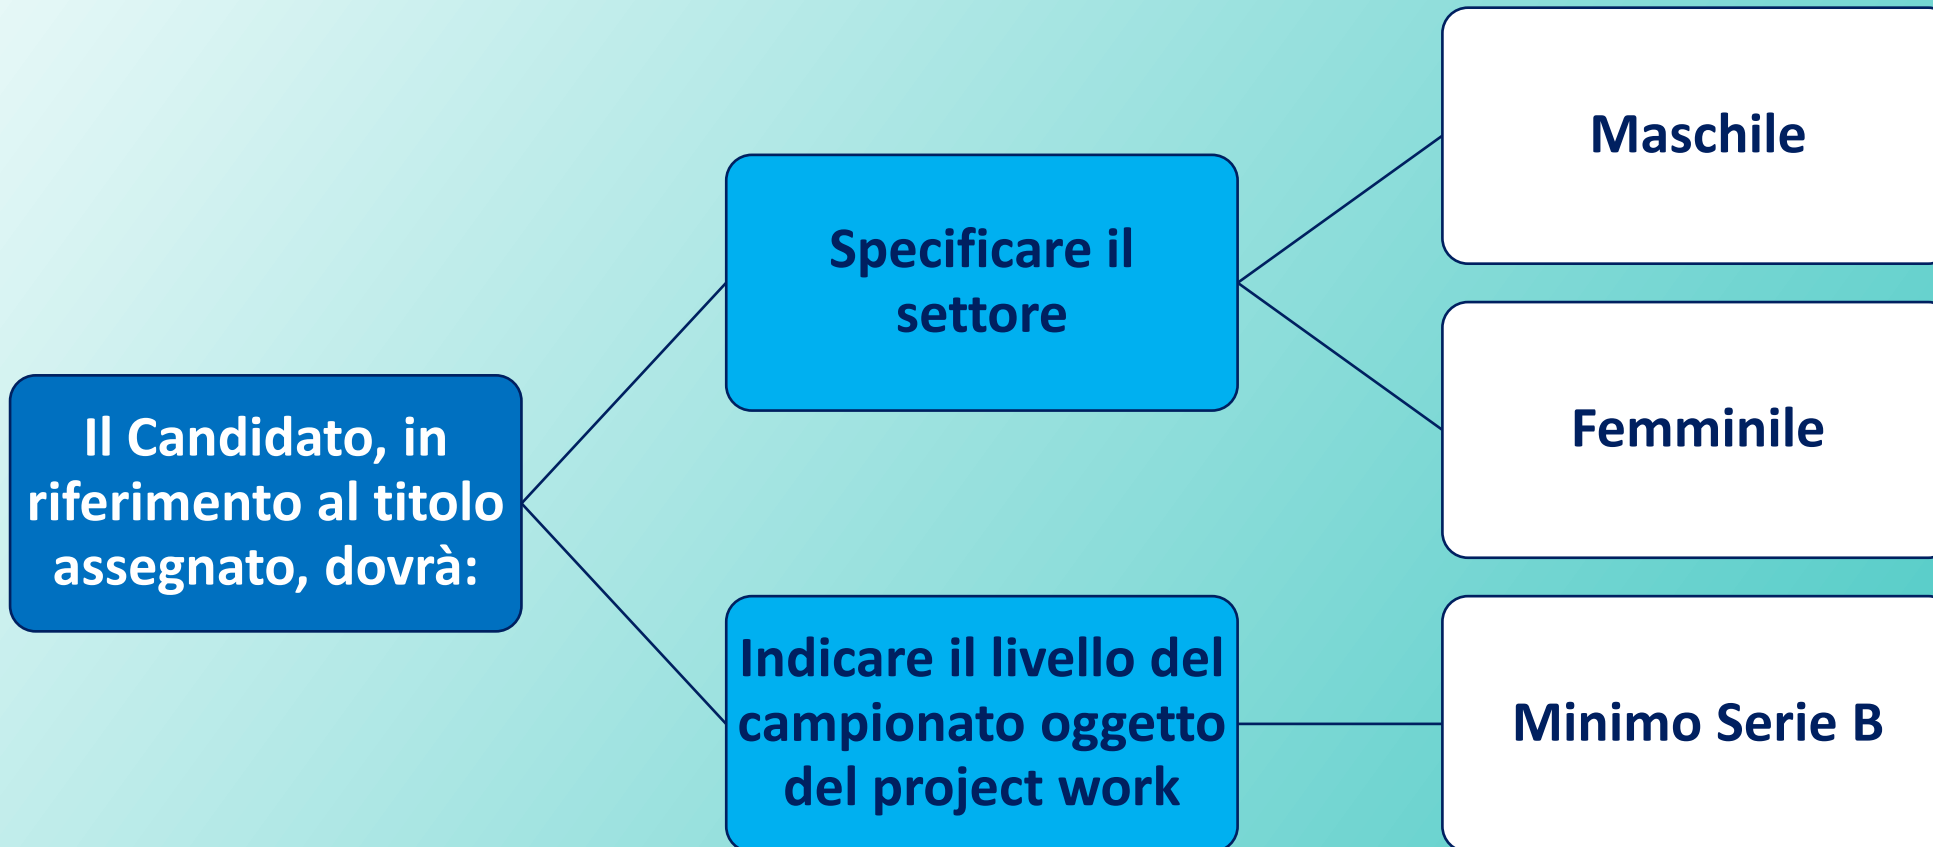 Il Candidato, in
riferimento al titolo
assegnato, dovrà:
Specificare il
settore
Maschile
Femminile
Indicare il livello del
campionato oggetto
del project work
Minimo Serie B